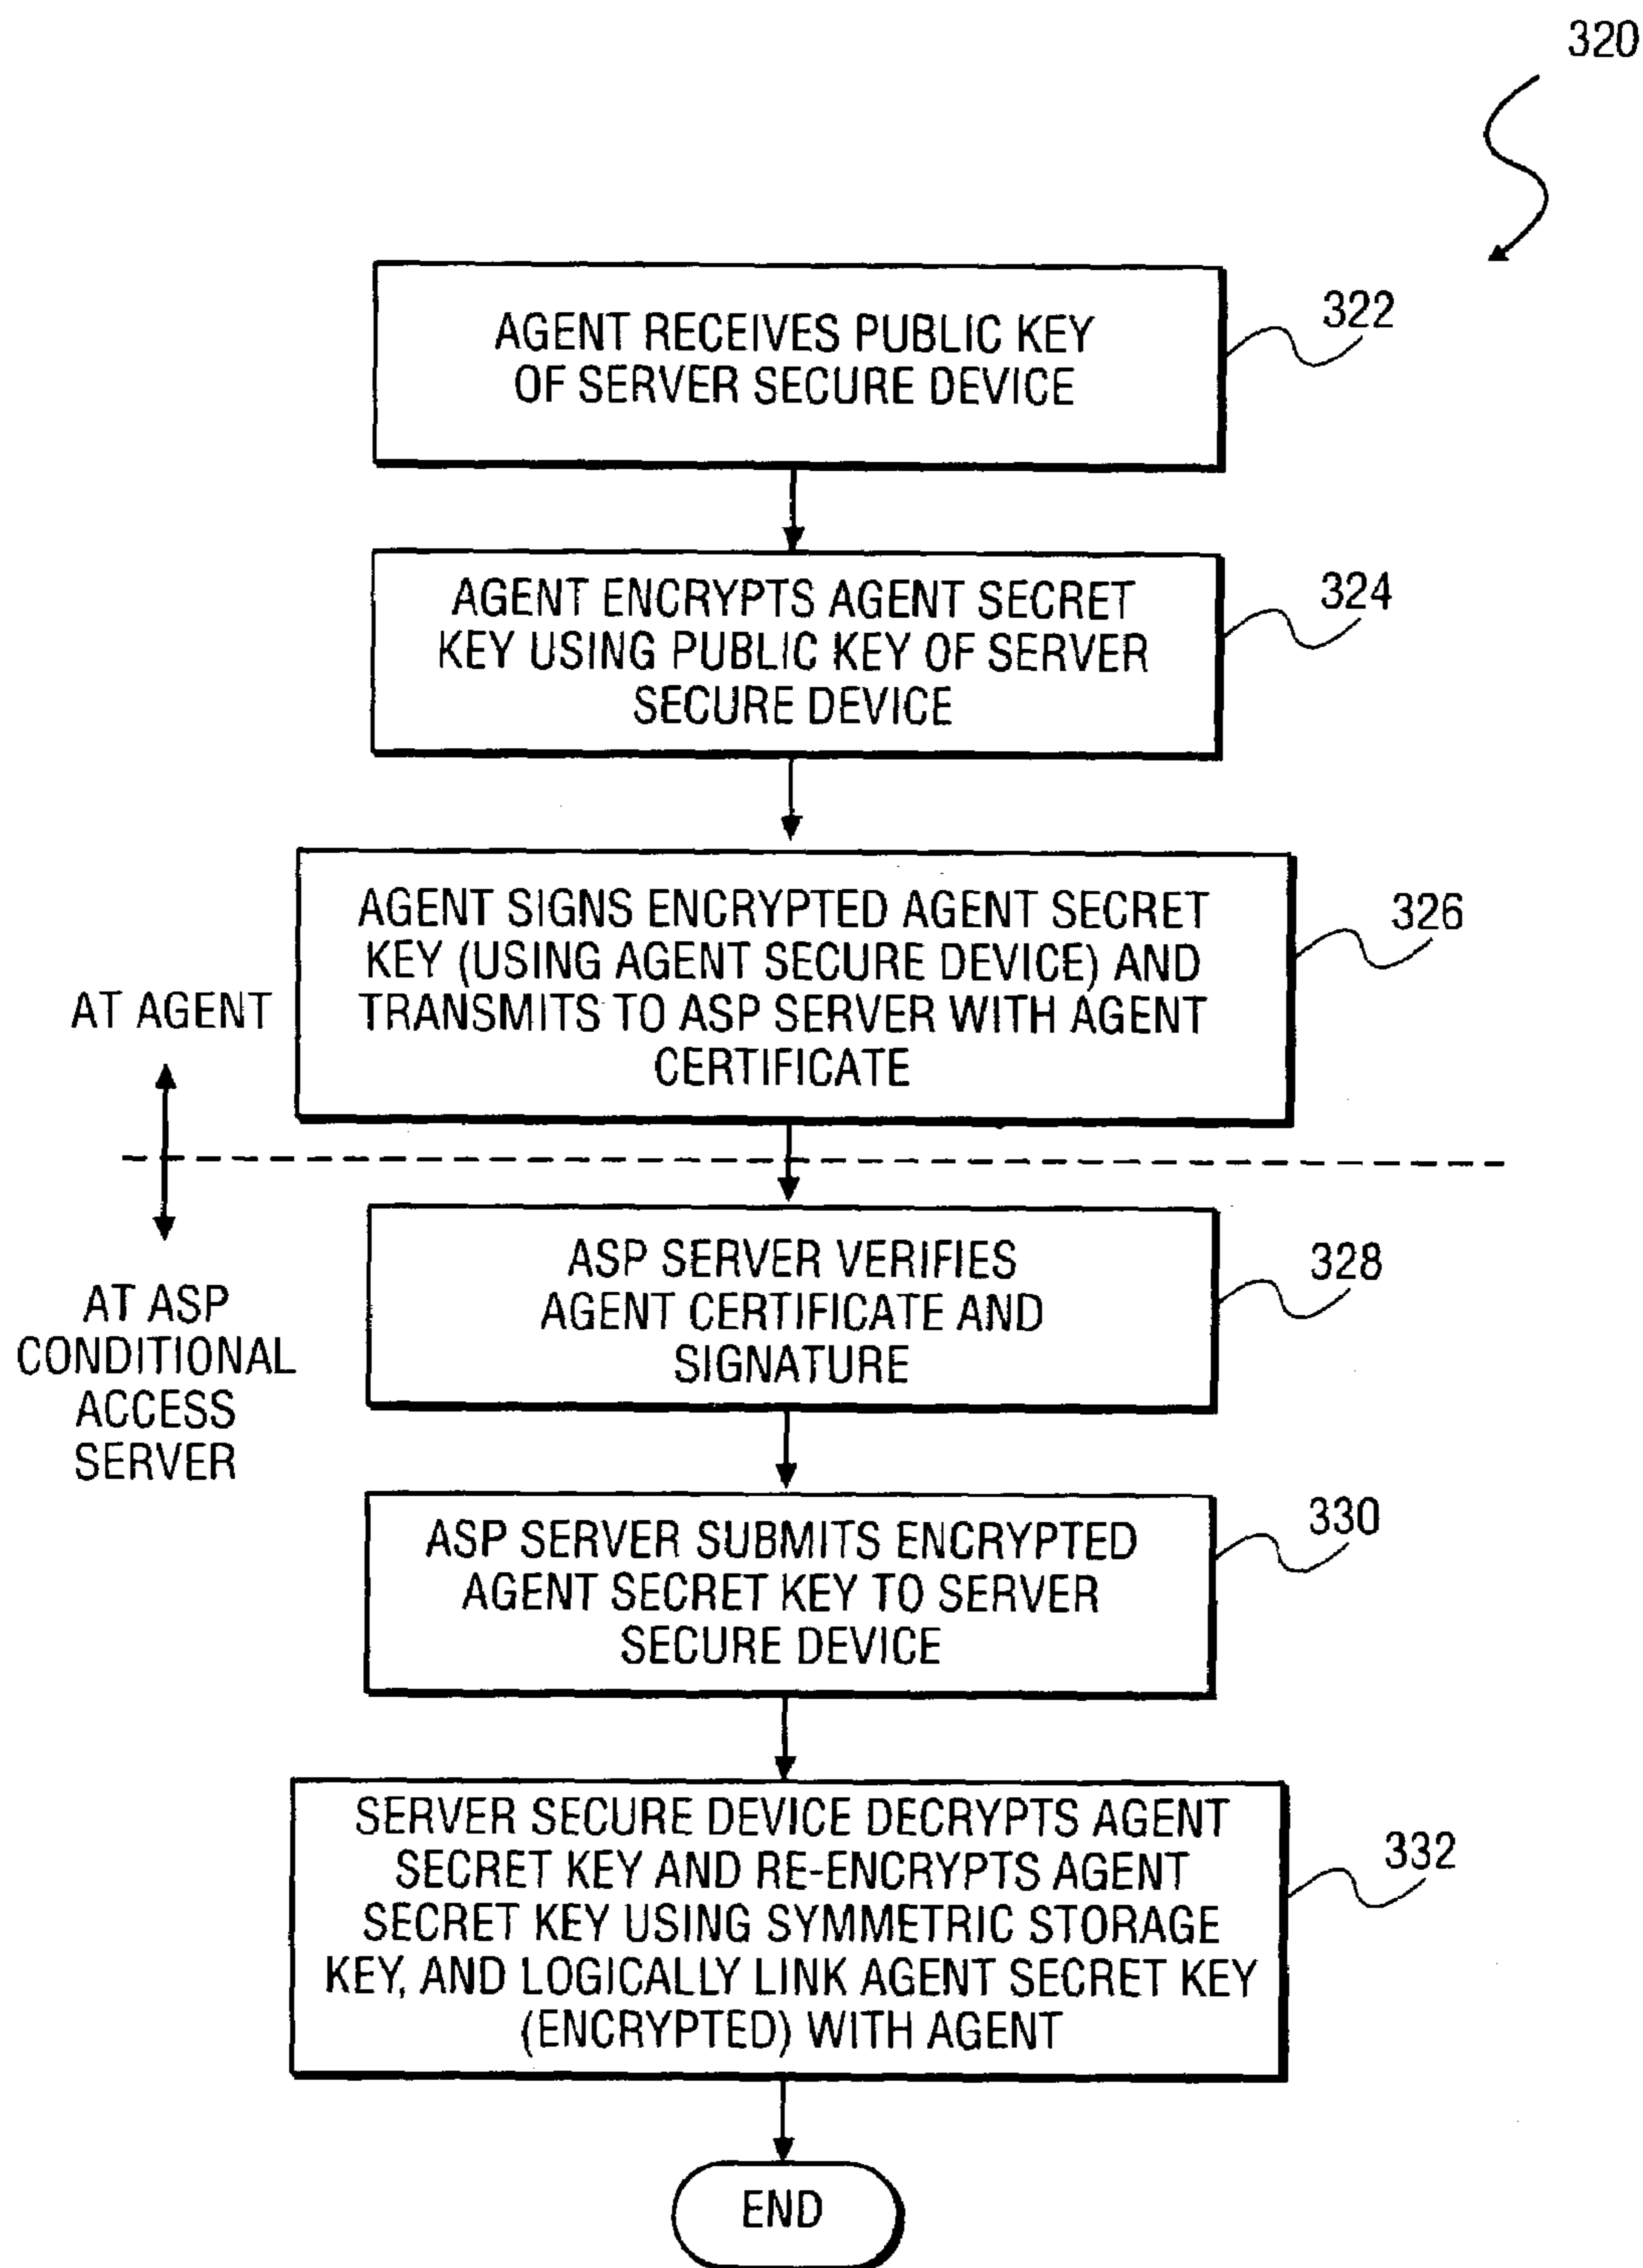 320
AGENT RECEIVES PUBLIC KEY
OF SERVER SECURE DEVICE
322
AGENT ENCRYPTS AGENT SECRET
KEY USING PUBLIC KEY OF SERVER
SECURE DEVICE
324
AGENT SIGNS ENCRYPTED AGENT SECRET
KEY (USING AGENT SECURE DEVICE) AND
TRANSMITS TO ASP SERVER WITH AGENT
CERTIFICATE
326
AT AGENT
AT ASP
CONDITIONAL
ACCESS
SERVER
ASP SERVER VERIFIES
AGENT CERTIFICATE AND
SIGNATURE
328
ASP SERVER SUBMITS ENCRYPTED
AGENT SECRET KEY TO SERVER
SECURE DEVICE
330
SERVER SECURE DEVICE DECRYPTS AGENT
SECRET KEY AND RE-ENCRYPTS AGENT
SECRET KEY USING SYMMETRIC STORAGE
KEY, AND LOGICALLY LINK AGENT SECRET KEY
(ENCRYPTED) WITH AGENT
332
END